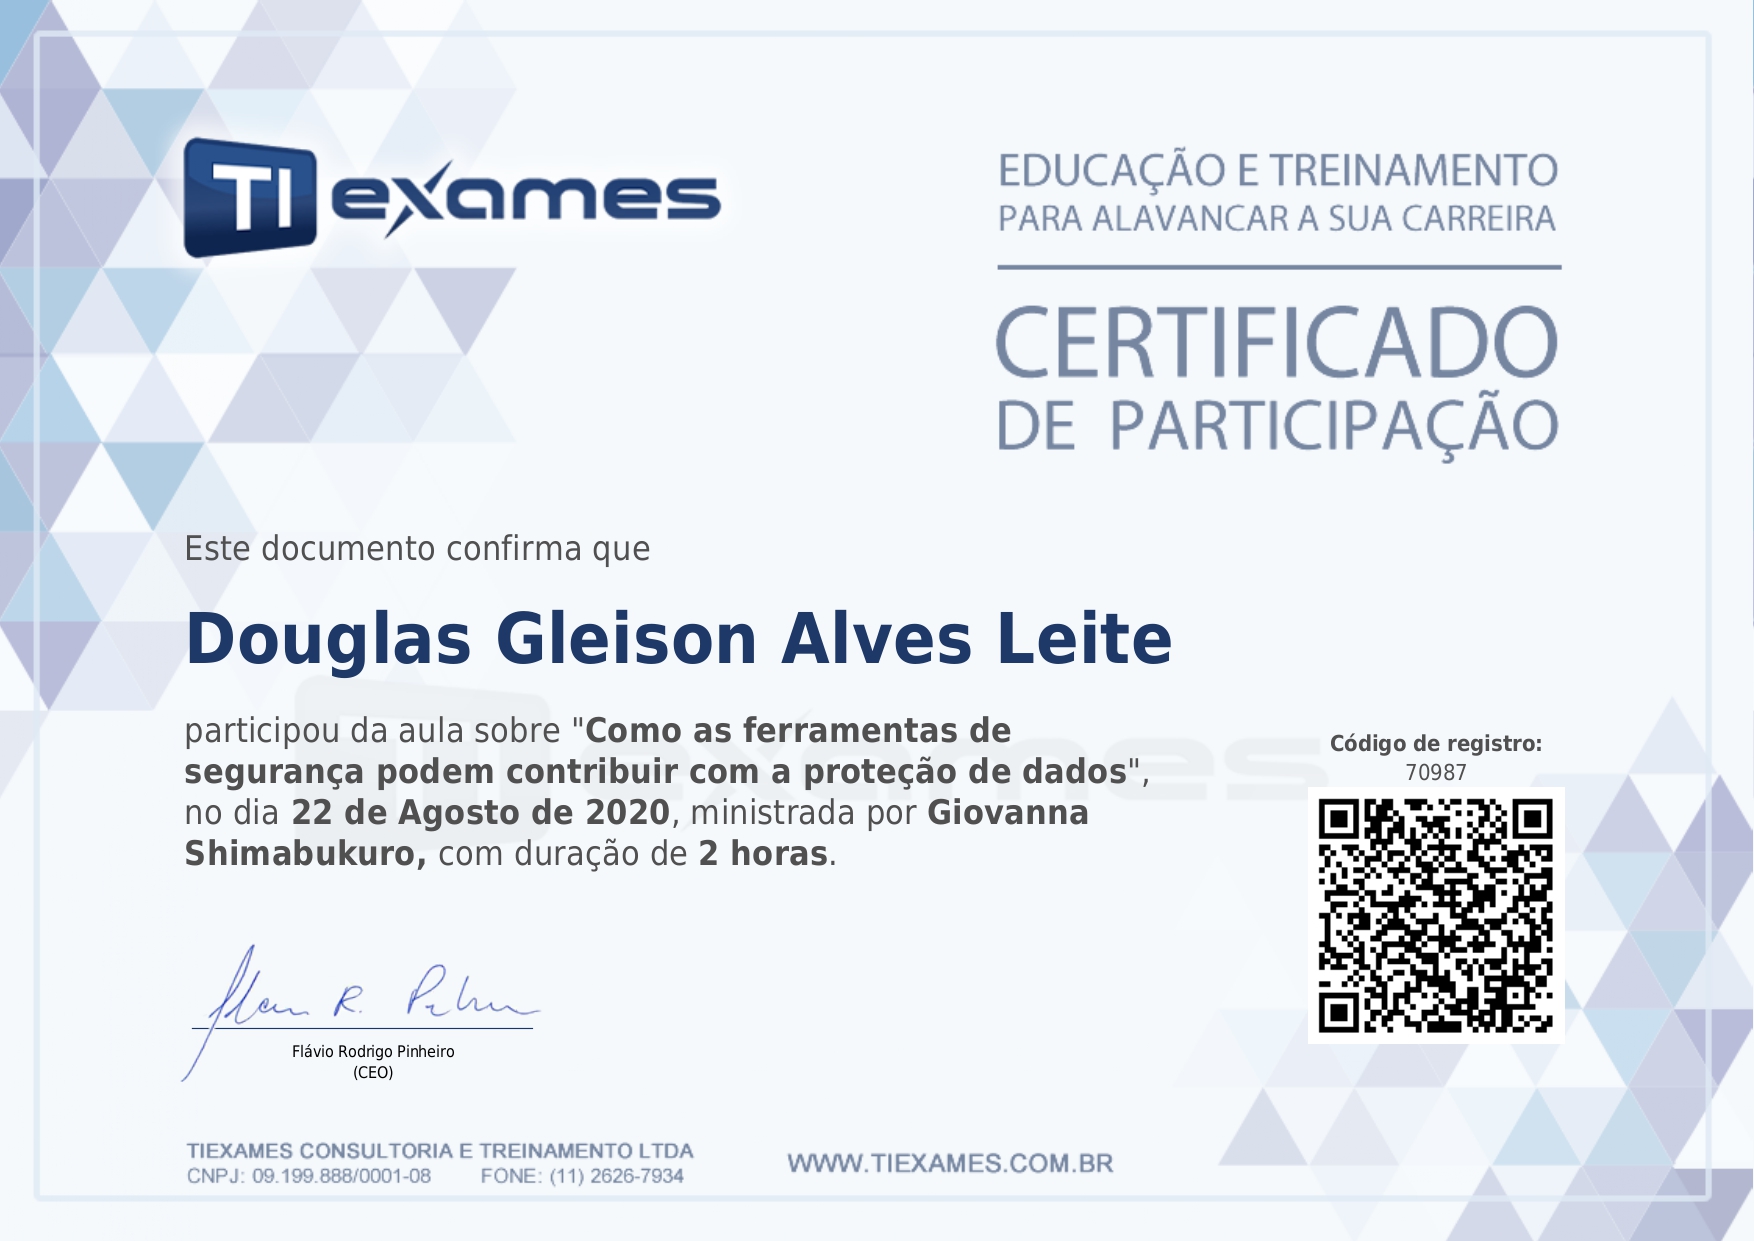 TI exames
EDUCAÇÃO E TREINAMENTO
PARA ALAVANCAR A SUA CARREIRA
CERTIFICADO
DE PARTICIPAÇÃO
Este documento confirma que
Douglas Gleison Alves Leite
participou da aula sobre "Como as ferramentas de
segurança podem contribuir com a proteção de dados",
no dia 22 de Agosto de 2020, ministrada por Giovanna
Shimabukuro, com duração de 2 horas.
Código de registro:
70987
Flávio Rodrigo Pinheiro
(CEO)
TIEXAMES CONSULTORIA E TREINAMENTO LTDA
CNPJ: 09.199.888/0001-08 FONE: (11) 2626-7934
WWW.TIEXAMES.COM.BR